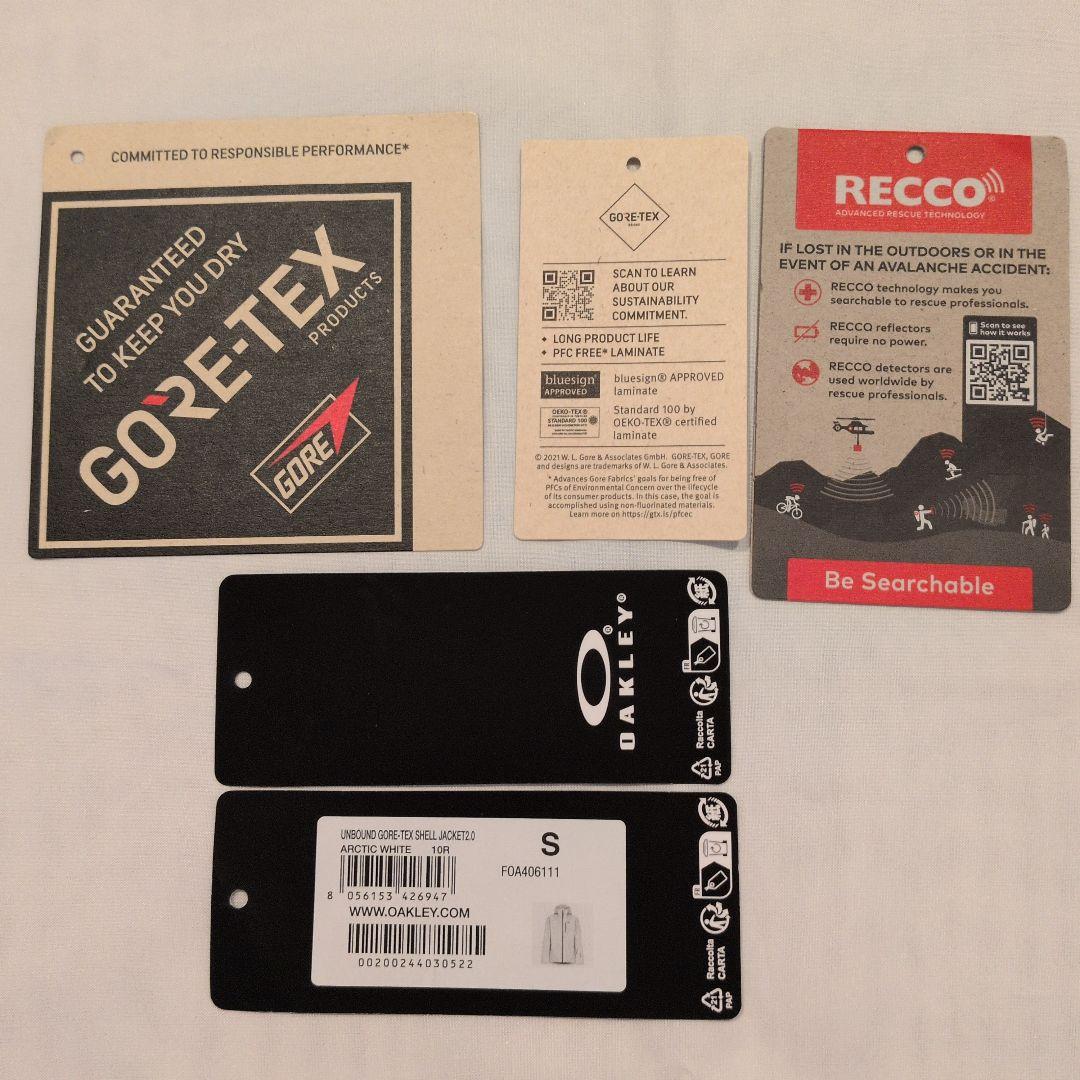 COMMITTED TO RESPONSIBLE PERFORMANCE*
GUARANTEED
TO KEEP YOU DRY
GORE-TEX
PRODUCTS
GORE
GORE-TEX
BRAND
SCAN TO LEARN
ABOUT OUR
SUSTAINABILITY
COMMITMENT.
• LONG PRODUCT LIFE
• PFC FREE* LAMINATE
bluesign®
APPROVED
bluesign® APPROVED
laminate
OEKO-TEX®
STANDARD 100
Standard 100 by
OEKO-TEX® certified
laminate
© 2021 W. L. Gore & Associates GmbH. GORE-TEX, GORE
and designs are trademarks of W. L. Gore & Associates.
* Advances Gore Fabrics' goals for being free of
PFCs of Environmental Concern over the lifecycle
of its consumer products. In this case, the goal is
accomplished using non-fluorinated materials.
Learn more on https://gtx.is/pfcec
RECCO®
ADVANCED RESCUE TECHNOLOGY
IF LOST IN THE OUTDOORS OR IN THE
EVENT OF AN AVALANCHE ACCIDENT:
RECCO technology makes you
searchable to rescue professionals.
RECCO reflectors
require no power.
RECCO detectors are
used worldwide by
rescue professionals.
Scan to see
how it works
Be Searchable
OAKLEY®
紙
FR
Raccolta
CARTA
21
PAP
UNBOUND GORE-TEX SHELL JACKET2.0
ARCTIC WHITE 10R
S
FOA406111
8 056153 426947
WWW.OAKLEY.COM
00200244030522
紙
FR
Raccolta
CARTA
21
PAP